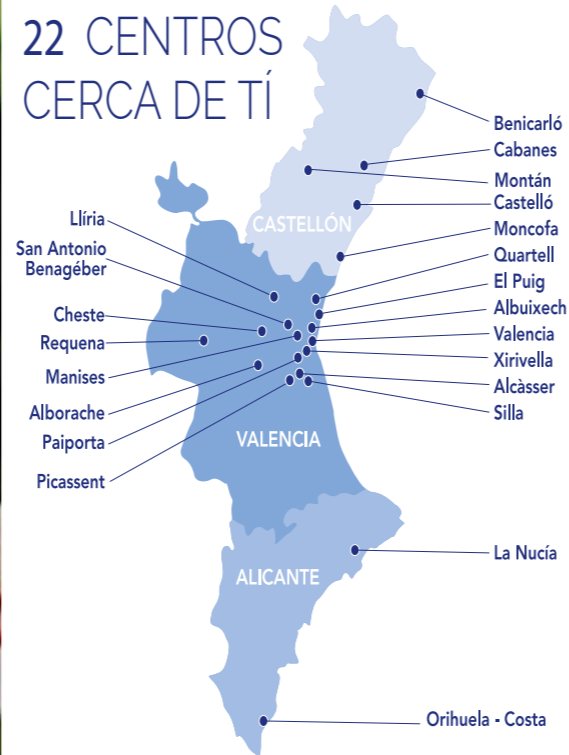 22 CENTROS
CERCA DE TÍ
Benicarló
Cabanes
Montán
Castelló
Moncofa
Quartell
El Puig
Albuixech
Valencia
Xirivella
Alcàsser
Silla
Llíria
San Antonio
Benagéber
Cheste
Requena
Manises
Alborache
Paiporta
Picassent
CASTELLÓN
VALENCIA
ALICANTE
La Nucía
Orihuela - Costa